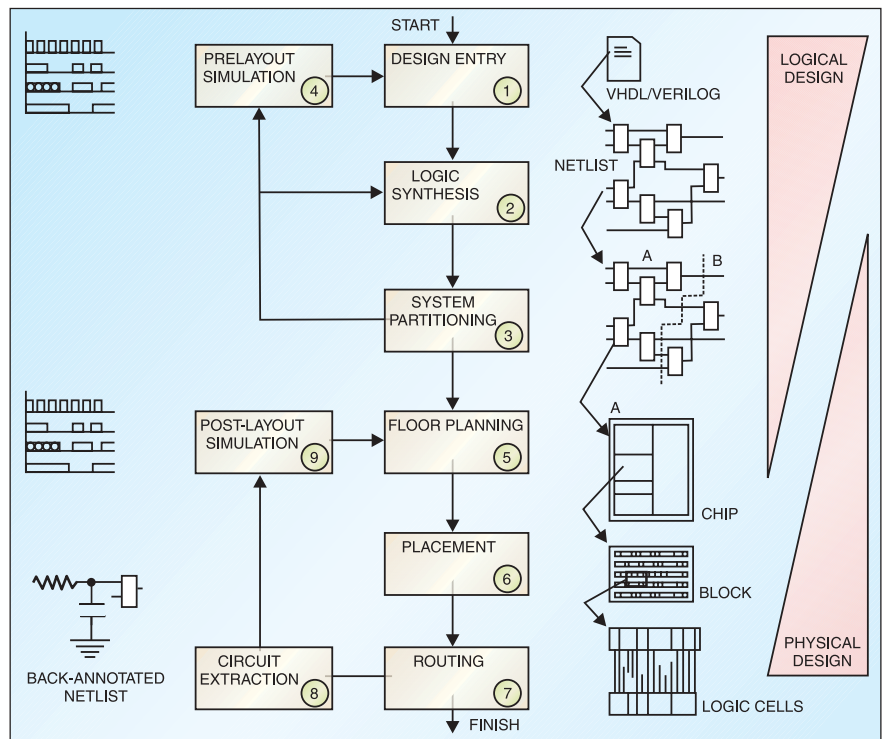 START
PRELAYOUT
SIMULATION
4
DESIGN ENTRY
1
VHDL/VERILOG
LOGICAL
DESIGN
LOGIC
SYNTHESIS
2
NETLIST
A
B
SYSTEM
PARTITIONING
3
POST-LAYOUT
SIMULATION
9
FLOOR PLANNING
5
A
CHIP
PLACEMENT
6
BLOCK
BACK-ANNOTATED
NETLIST
CIRCUIT
EXTRACTION
8
ROUTING
7
FINISH
LOGIC CELLS
PHYSICAL
DESIGN